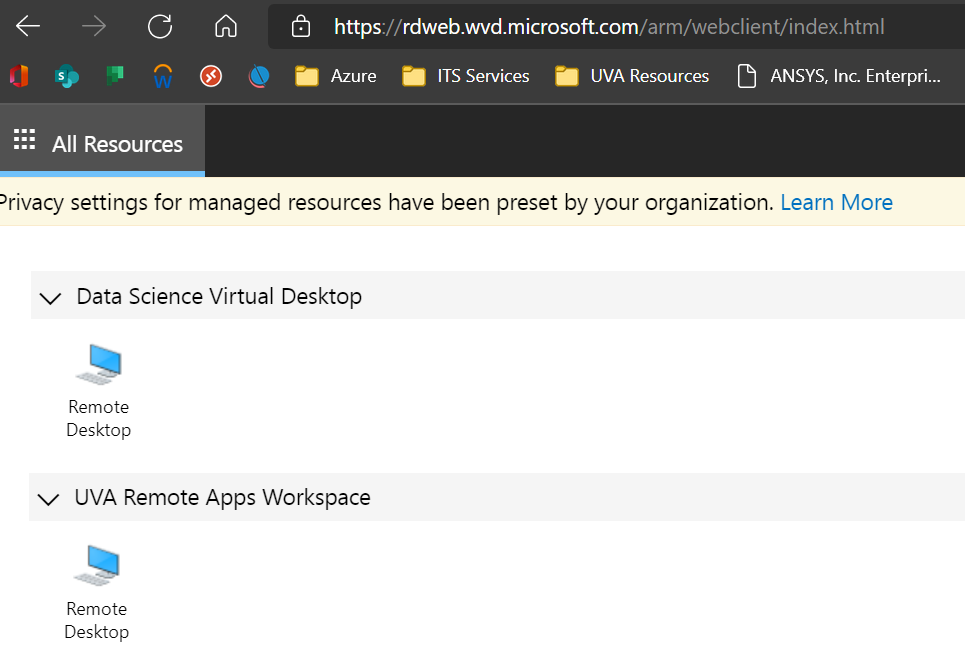 https://rdweb.wvd.microsoft.com/arm/webclient/index.html
Azure ITS Services UVA Resources ANSYS, Inc. Enterpri...
All Resources
Privacy settings for managed resources have been preset by your organization. Learn More
Data Science Virtual Desktop
Remote
Desktop
UVA Remote Apps Workspace
Remote
Desktop